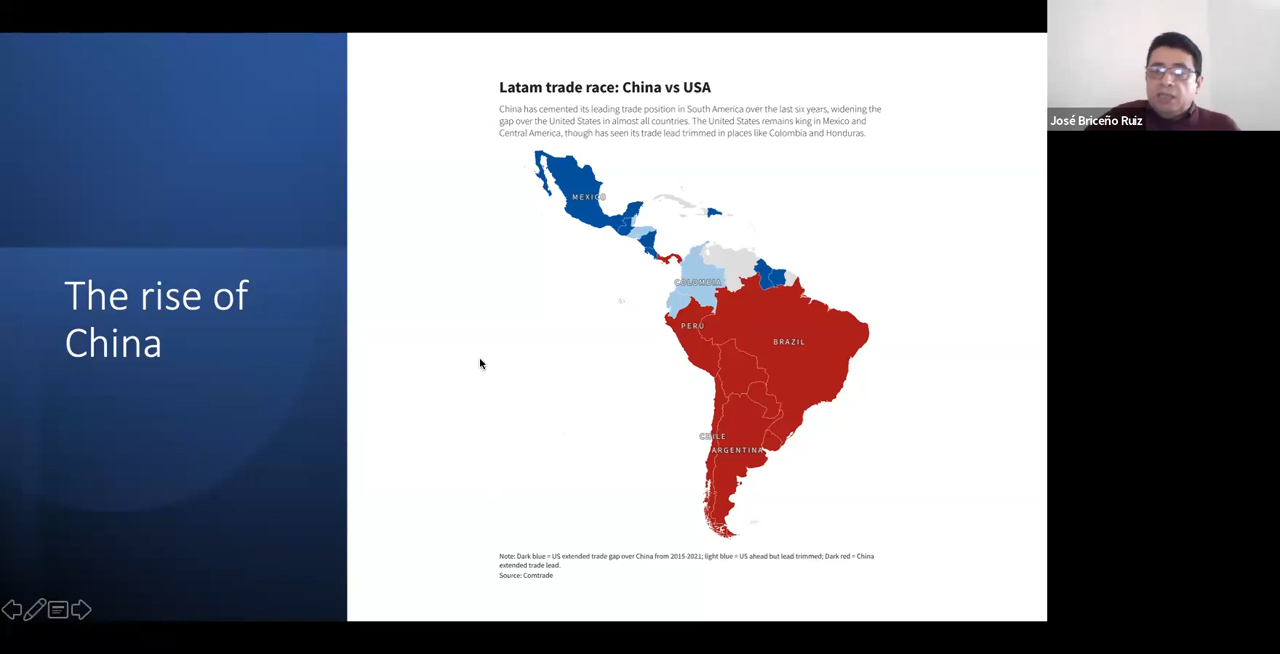 The rise of
China
Latam trade race: China vs USA
China has cemented its leading trade position in South America over the last six years, widening the
gap over the United States in almost all countries. The United States remains king in Mexico and
Central America, though has seen its trade lead trimmed in places like Colombia and Honduras.
MEXICO
COLOMBIA
PERU
BRAZIL
CHILE
ARGENTINA
Note: Dark blue = US extended trade gap over China from 2015-2021; light blue = US ahead but lead trimmed; Dark red = China
extended trade lead.
Source: Comtrade
José Briceño Ruiz